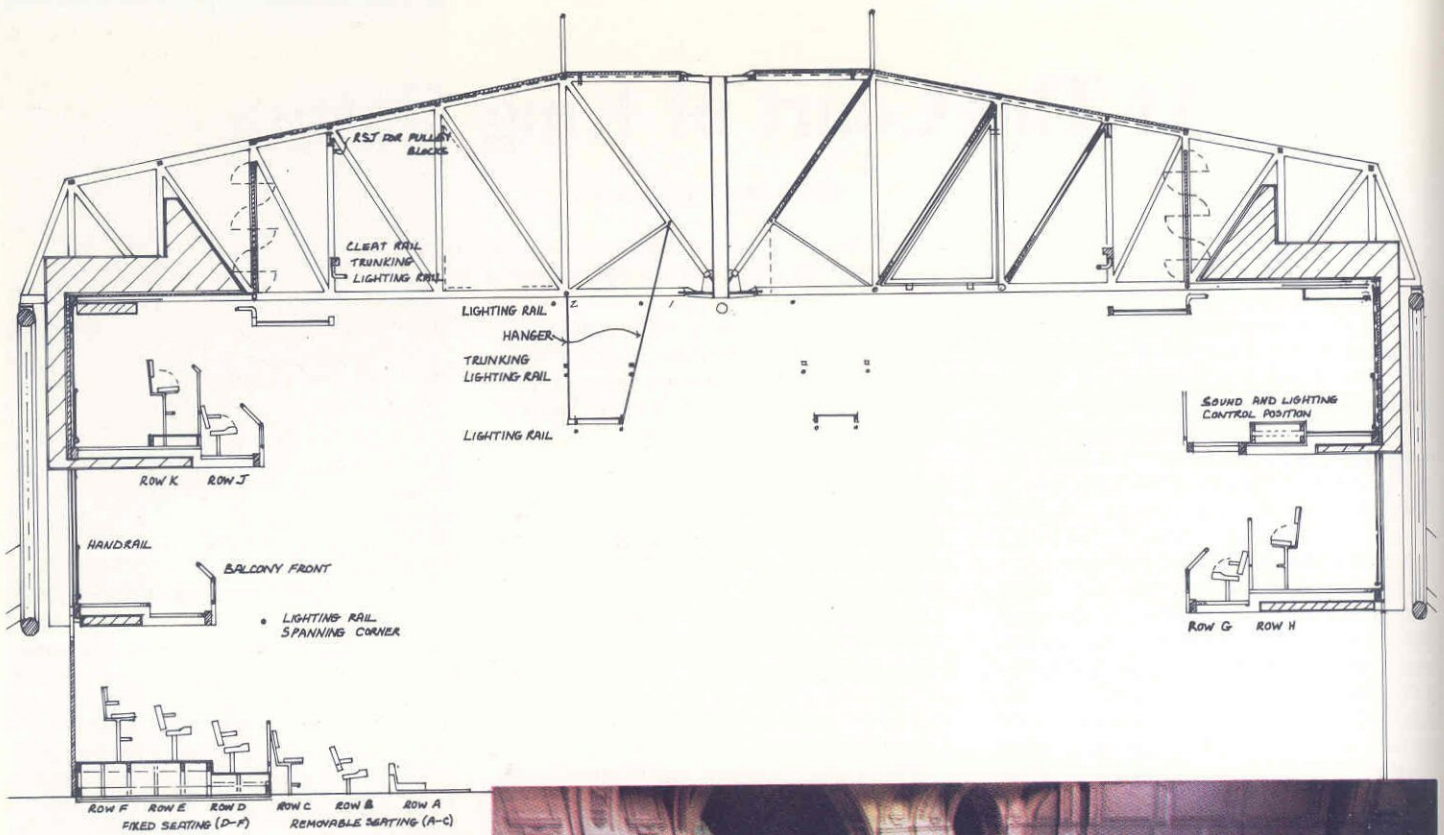 RSJ FOR PULLEY
BLOCKS
CLEAT RAIL
TRUNKING
LIGHTING RAIL
LIGHTING RAIL
2
1
HANGER
TRUNKING
LIGHTING RAIL
LIGHTING RAIL
SOUND AND LIGHTING
CONTROL POSITION
ROW K ROW J
HANDRAIL
BALCONY FRONT
LIGHTING RAIL
SPANNING CORNER
ROW G ROW H
ROW F ROW E ROW D ROW C ROW B ROW A
FIXED SEATING (D-F) REMOVABLE SEATING (A-C)